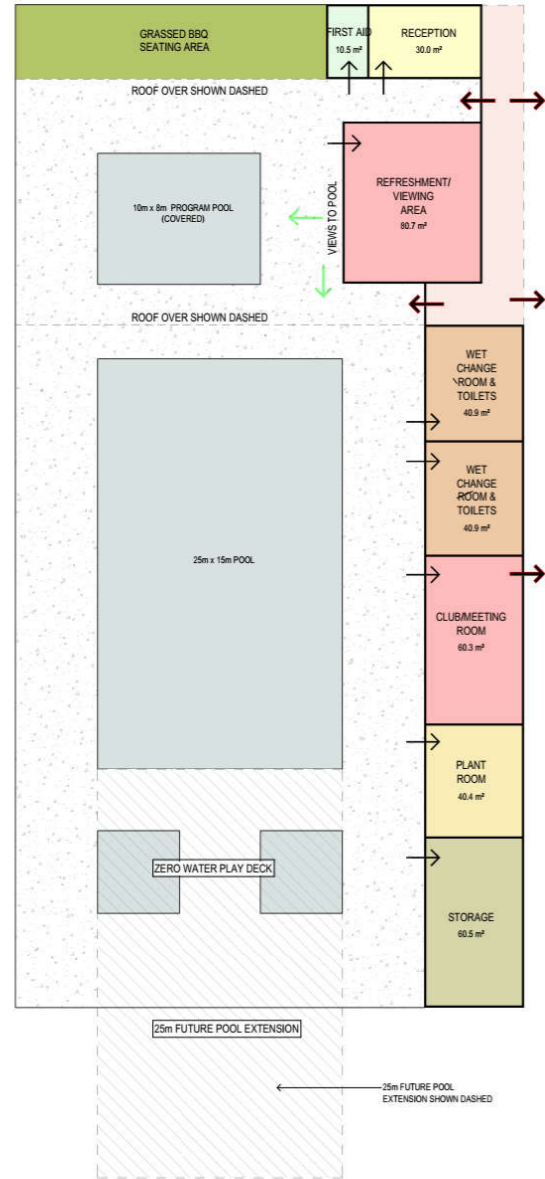 GRASSED BBQ
SEATING AREA
FIRST AID
10.5 m²
RECEPTION
30.0 m²
ROOF OVER SHOWN DASHED
REFRESHMENT/
VIEWING
AREA
80.7 m²
10m x 8m PROGRAM POOL
(COVERED)
VIEWS TO POOL
ROOF OVER SHOWN DASHED
WET
CHANGE
ROOM &
TOILETS
40.9 m²
WET
CHANGE
ROOM &
TOILETS
40.9 m²
25m x 15m POOL
CLUB/MEETING
ROOM
60.3 m²
PLANT
ROOM
40.4 m²
ZERO WATER PLAY DECK
STORAGE
60.5 m²
25m FUTURE POOL EXTENSION
25m FUTURE POOL
EXTENSION SHOWN DASHED